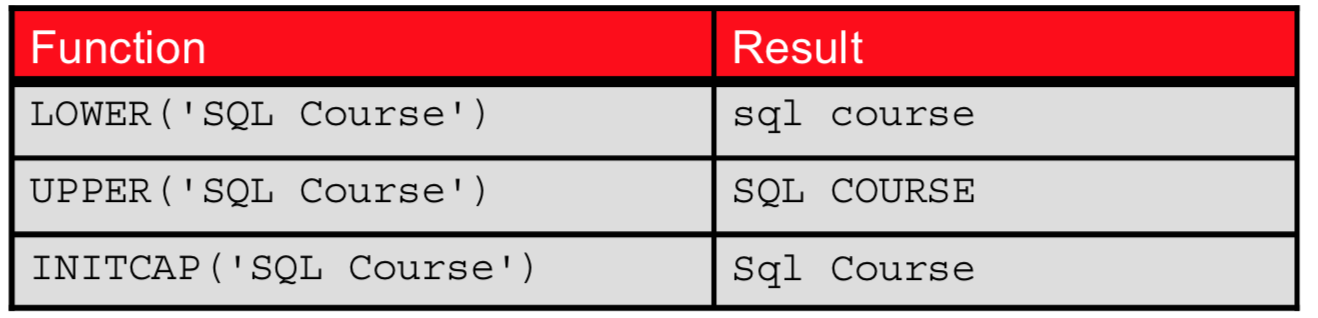 Function Result
LOWER('SQL Course') sql course
UPPER('SQL Course') SQL COURSE
INITCAP('SQL Course') Sql Course